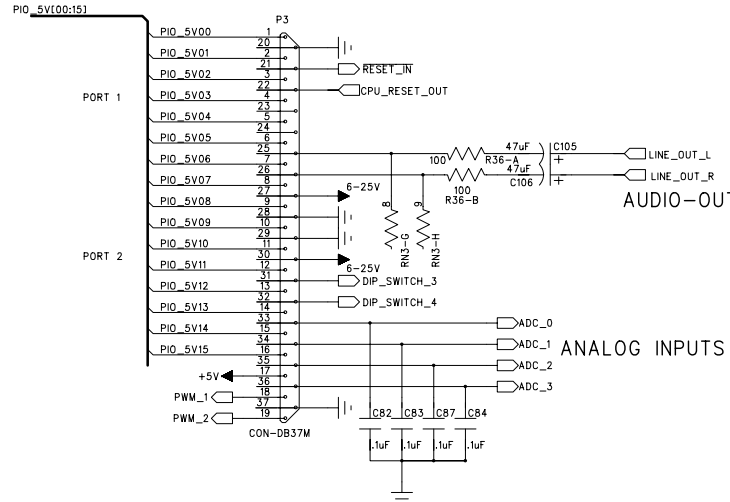 PIO_5V[00:15]
P3
PIO_5V00
1
20
PIO_5V01
2
21
RESET_IN
PIO_5V02
3
22
CPU_RESET_OUT
PORT 1
PIO_5V03
4
23
PIO_5V04
5
24
PIO_5V05
6
25
100
R36-A
47uF
C105
+
LINE_OUT_L
PIO_5V06
7
26
100
R36-B
47uF
C106
+
LINE_OUT_R
AUDIO-OUT
PIO_5V07
8
27
6-25V
8
RN3-G
9
RN3-H
PIO_5V08
9
28
PIO_5V09
10
29
PORT 2
PIO_5V10
11
30
6-25V
PIO_5V11
12
31
DIP_SWITCH_3
PIO_5V12
13
32
DIP_SWITCH_4
PIO_5V13
14
33
ADC_0
PIO_5V14
15
34
ADC_1
ANALOG INPUTS
PIO_5V15
16
35
ADC_2
+5V
17
36
ADC_3
PWM_1
18
37
PWM_2
19
CON-DB37M
C82
C83
C87
C84
.1uF
.1uF
.1uF
.1uF